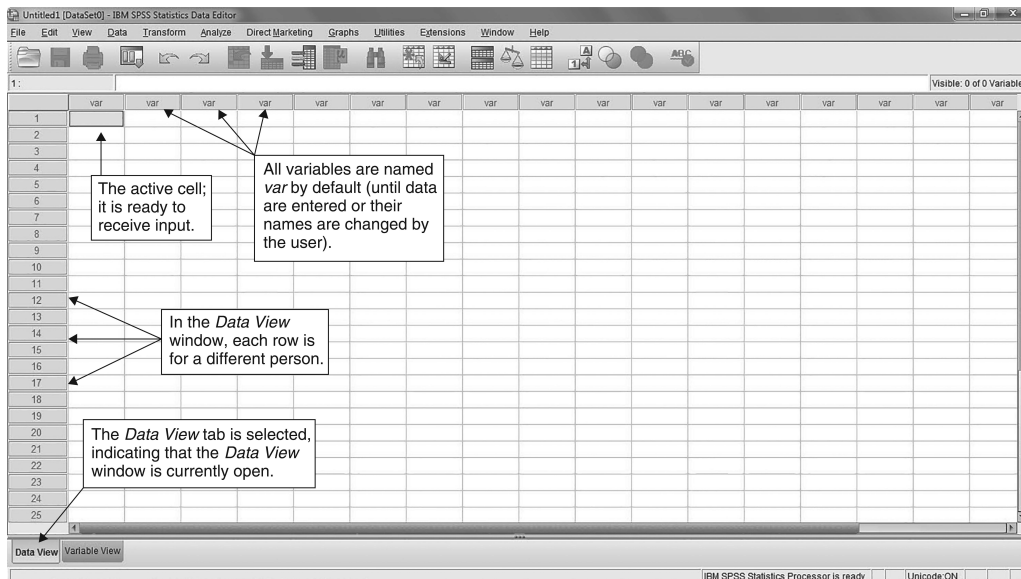 Untitled1 [DataSet0] - IBM SPSS Statistics Data Editor
File Edit View Data Transform Analyze Direct Marketing Graphs Utilities Extensions Window Help
1:
Visible: 0 of 0 Variable
var var var var var var var var var var var var var var var var var
1
2
3
4
5
6
7
8
9
10
11
12
13
14
15
16
17
18
19
20
21
22
23
24
25
The active cell;
it is ready to
receive input.
All variables are named
var by default (until data
are entered or their
names are changed by
the user).
In the Data View
window, each row is
for a different person.
The Data View tab is selected,
indicating that the Data View
window is currently open.
Data View Variable View
IBM SPSS Statistics Processor is ready Unicode:ON